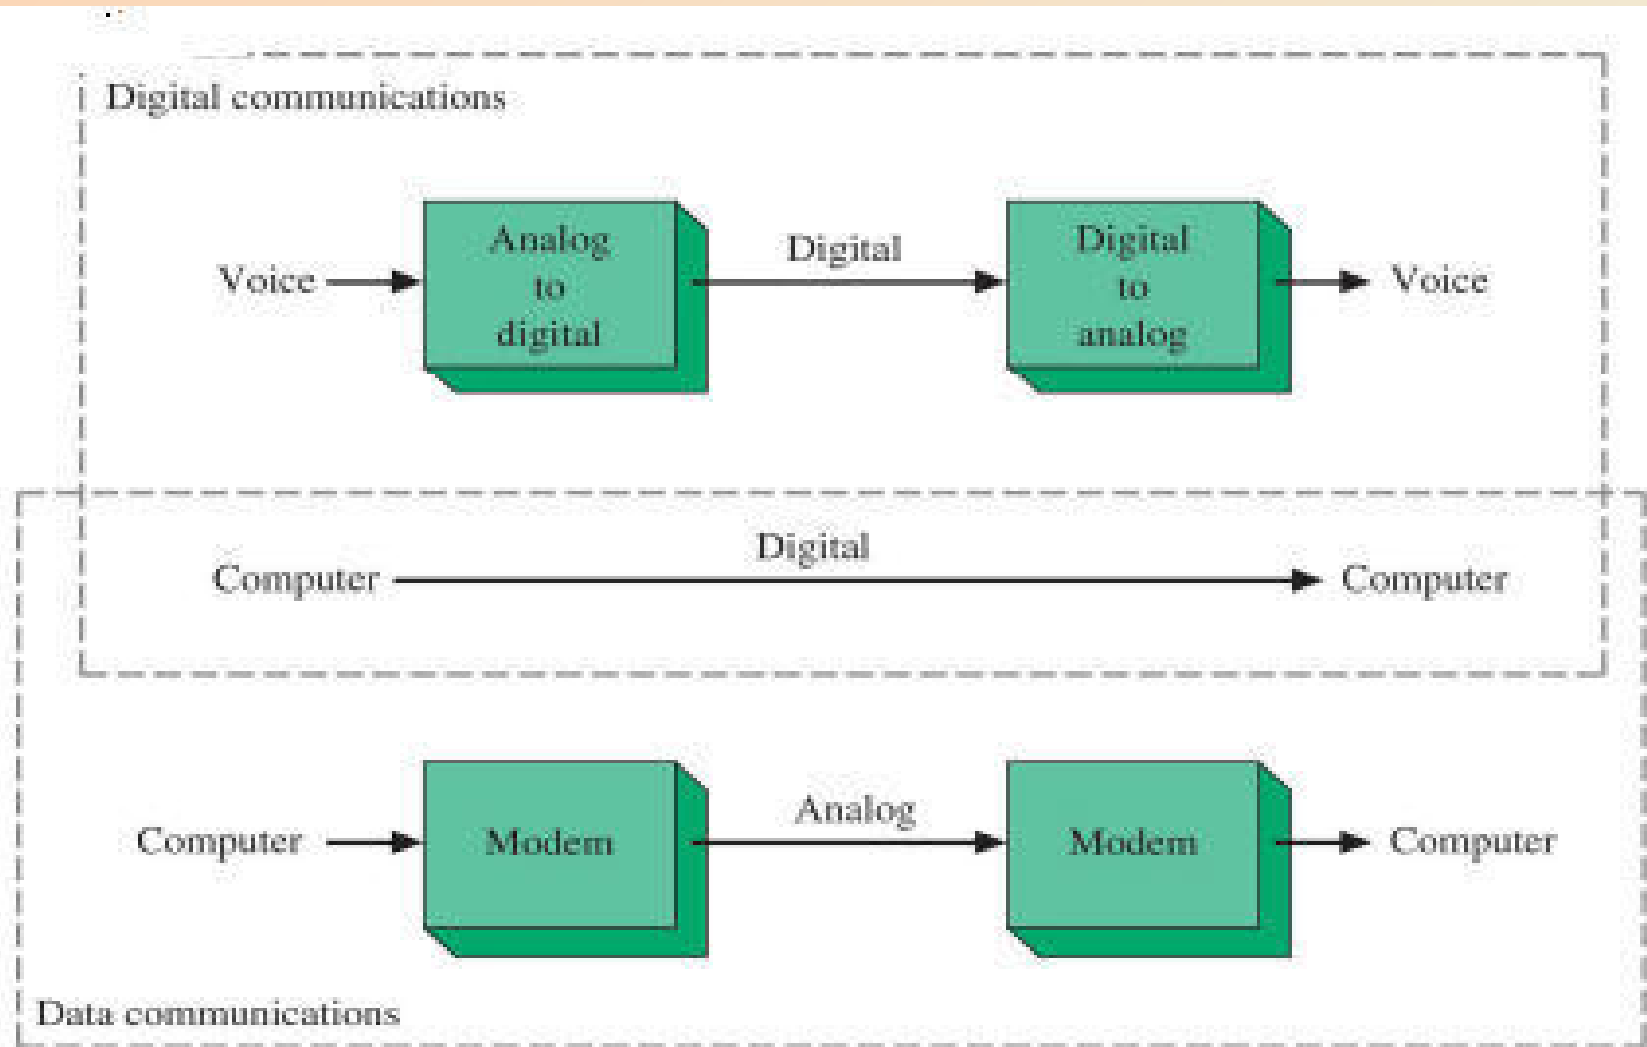 Digital communications
Voice
Analog
to
digital
Digital
Digital
to
analog
Voice
Computer
Digital
Computer
Computer
Modem
Analog
Modem
Computer
Data communications